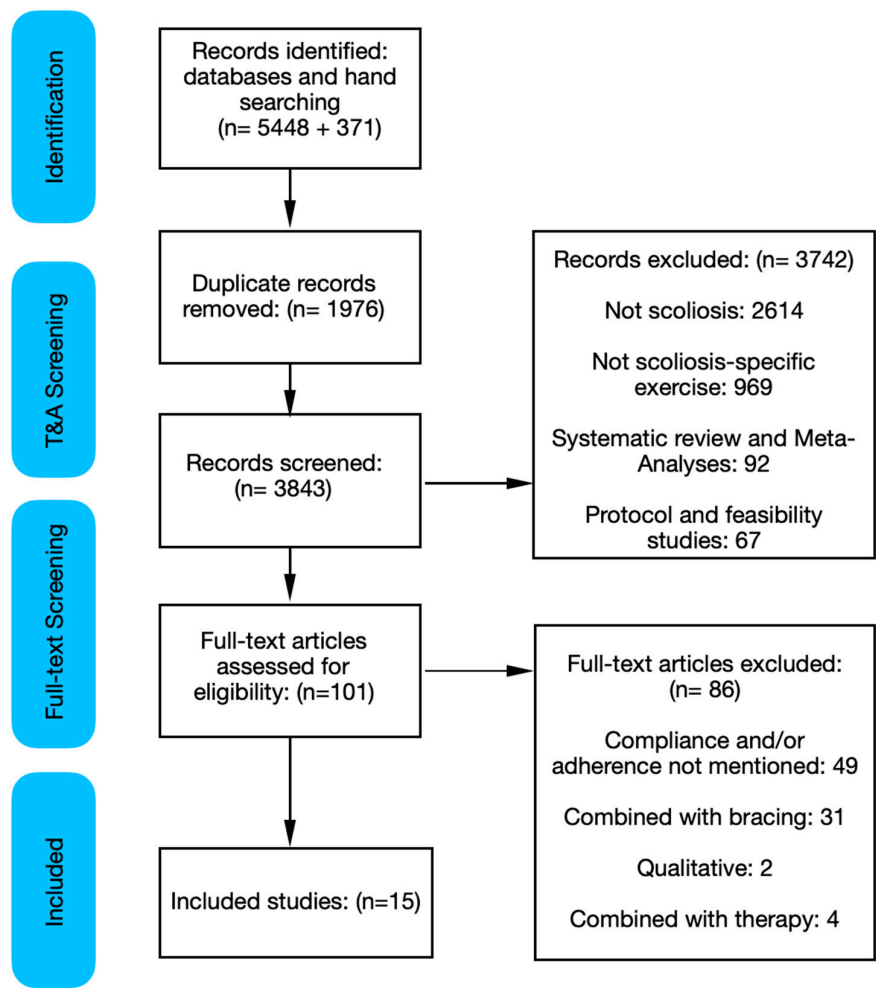 Identification
Records identified:
databases and hand
searching
(n= 5448 + 371)
T&A Screening
Duplicate records
removed: (n= 1976)
Records screened:
(n= 3843)
Records excluded: (n= 3742)
Not scoliosis: 2614
Not scoliosis-specific
exercise: 969
Systematic review and Meta-
Analyses: 92
Protocol and feasibility
studies: 67
Full-text Screening
Full-text articles
assessed for
eligibility: (n=101)
Full-text articles excluded:
(n= 86)
Compliance and/or
adherence not mentioned: 49
Combined with bracing: 31
Qualitative: 2
Combined with therapy: 4
Included
Included studies: (n=15)